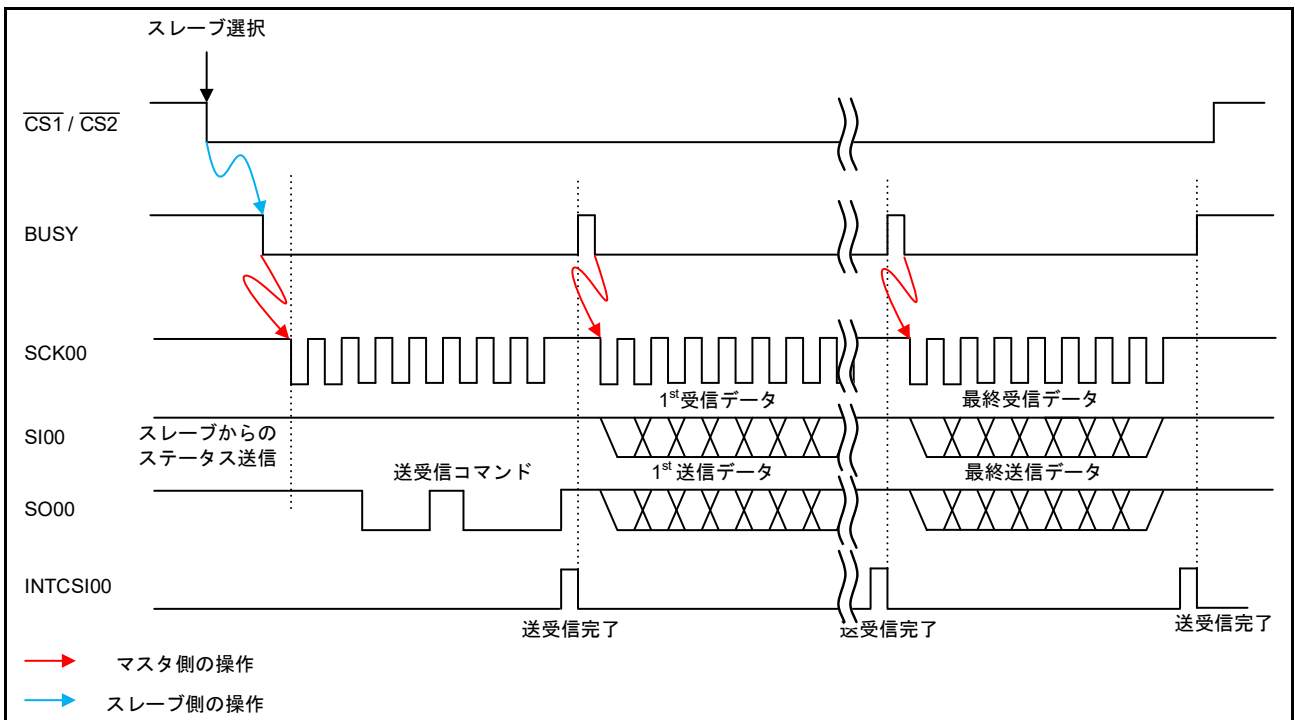 スレーブ選択
CS1 / CS2
BUSY
SCK00
1st受信データ
最終受信データ
SI00
スレーブからの
ステータス送信
送受信コマンド
1st 送信データ
最終送信データ
SO00
INTCSI00
送受信完了
送受信完了
送受信完了
マスタ側の操作
スレーブ側の操作